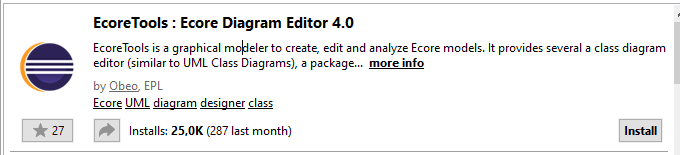 EcoreTools : Ecore Diagram Editor 4.0
EcoreTools is a graphical modeler to create, edit and analyze Ecore models. It provides several a class diagram
editor (similar to UML Class Diagrams), a package... more info
by Obeo, EPL
Ecore UML diagram designer class
27 Installs: 25,0K (287 last month) Install